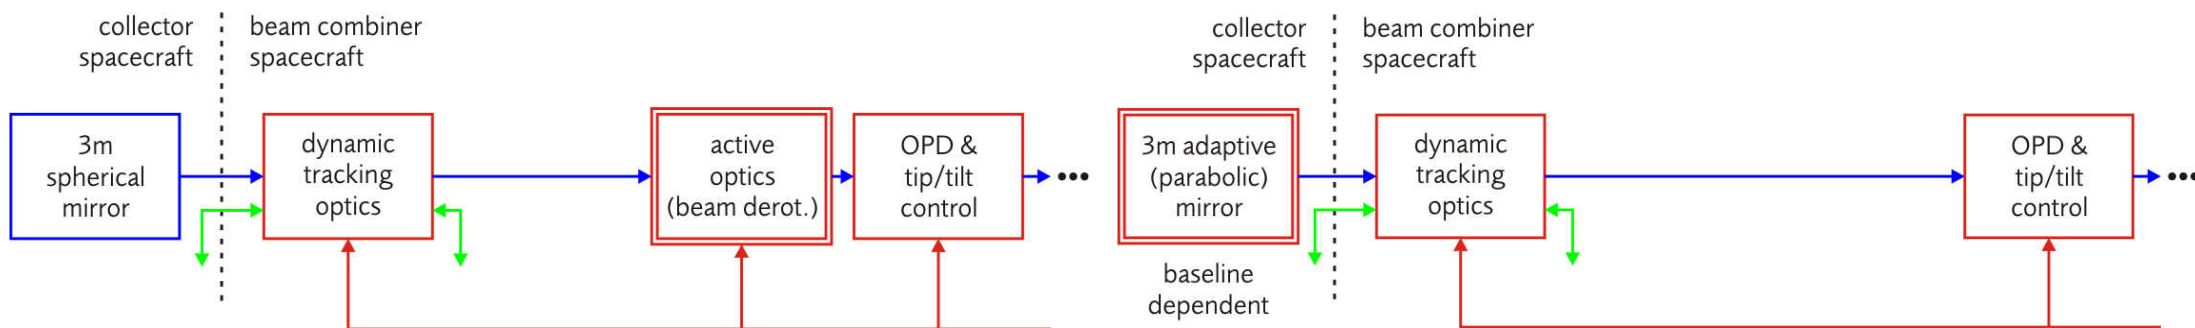 collector
spacecraft
beam combiner
spacecraft
3m
spherical
mirror
dynamic
tracking
optics
active
optics
(beam derot.)
OPD &
tip/tilt
control
•••
collector
spacecraft
beam combiner
spacecraft
3m adaptive
(parabolic)
mirror
baseline
dependent
dynamic
tracking
optics
OPD &
tip/tilt
control
•••